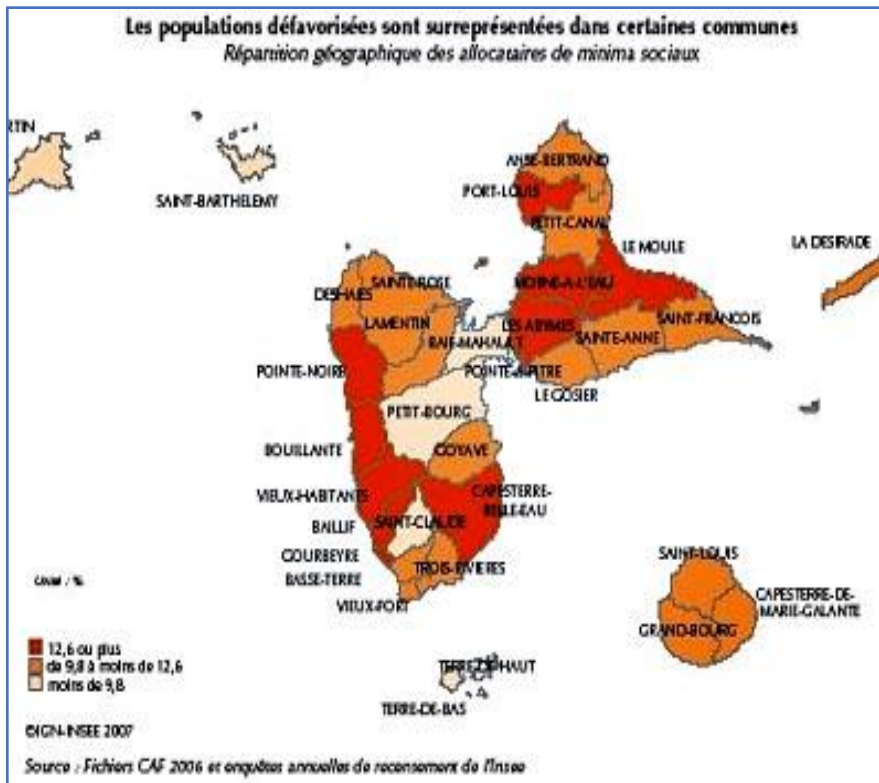 Les populations défavorisées sont surreprésentées dans certaines communes
Répartition géographique des allocataires de minima sociaux
RTIN
SAINT-BARTHELEMY
ANSE-BERTRAND
PORT-LOUIS
PETIT-CANAL
LE MOULE
LA DESIRADE
MORNE-A-L'EAU
SAINTE-ROSE
DESHAIES
LAMENTIN
LES ABYMES
SAINT-FRANCOIS
SAINTE-ANNE
BAIE-MAHAULT
POINTE-NOIRE
POINTE-A-PITRE
LE GOSIER
PETIT-BOURG
BOUILLANTE
GOYAVE
VIEUX-HABITANTS
CAPESTERRE-
BELLE-EAU
SAINT-CLAUDE
BAILLIF
GOURBEYRE
TROIS-RIVIERES
BASSE-TERRE
VIEUX-FORT
SAINT-LOUIS
CAPESTERRE-DE-
MARIE-GALANTE
GRAND-BOURG
Unité : %
12,6 ou plus
de 9,8 à moins de 12,6
moins de 9,8
TERRE-DE-HAUT
TERRE-DE-BAS
©IGN-INSEE 2007
Source : Fichiers CAF 2006 et enquêtes annuelles de recensement de l'Insee